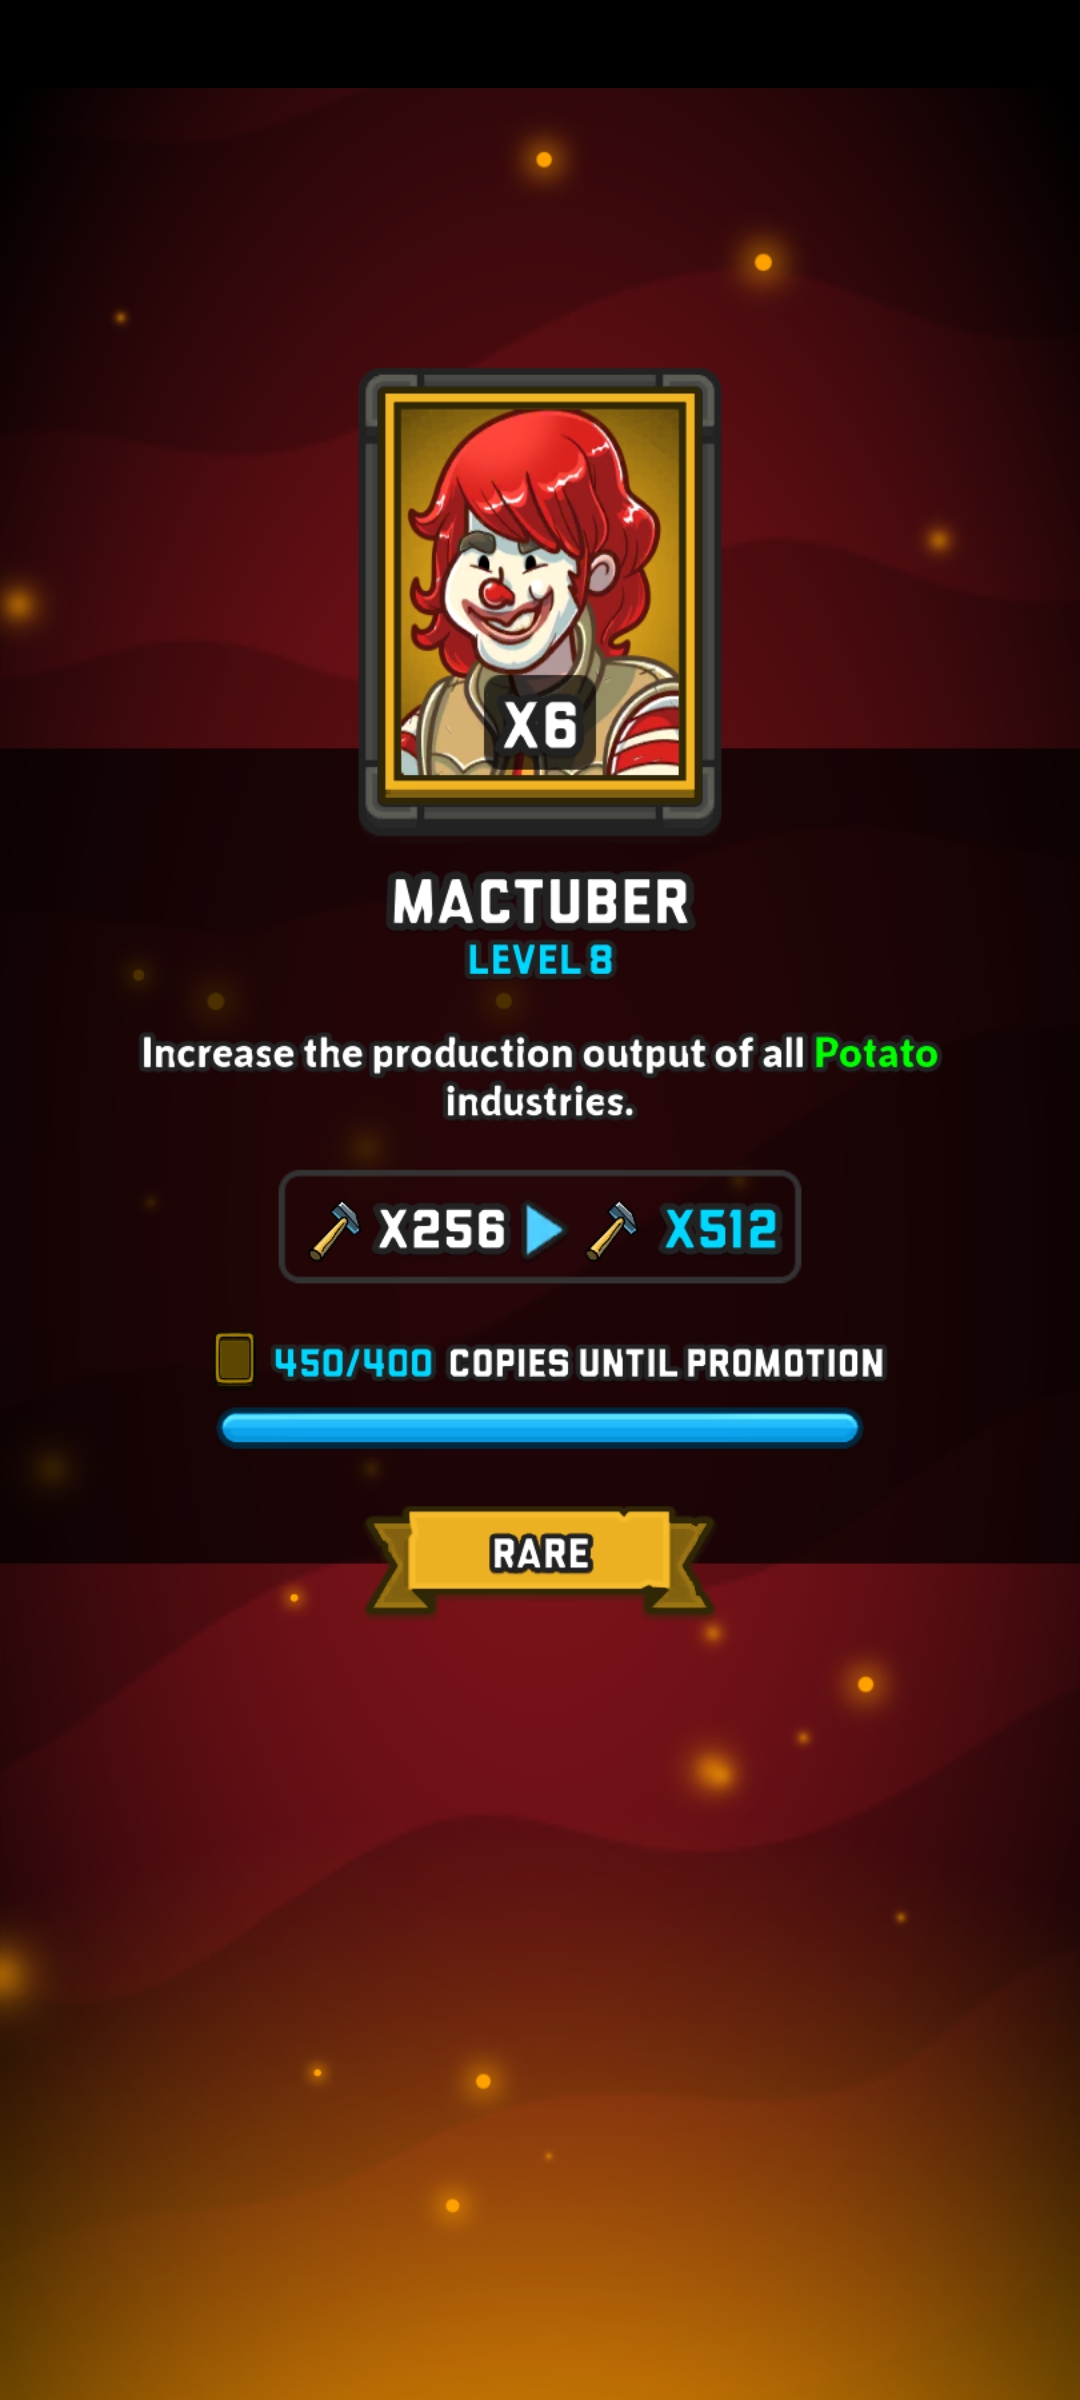 X6
MACTUBER
LEVEL 8
Increase the production output of all Potato
industries.
X256 X512
450/400 COPIES UNTIL PROMOTION
RARE